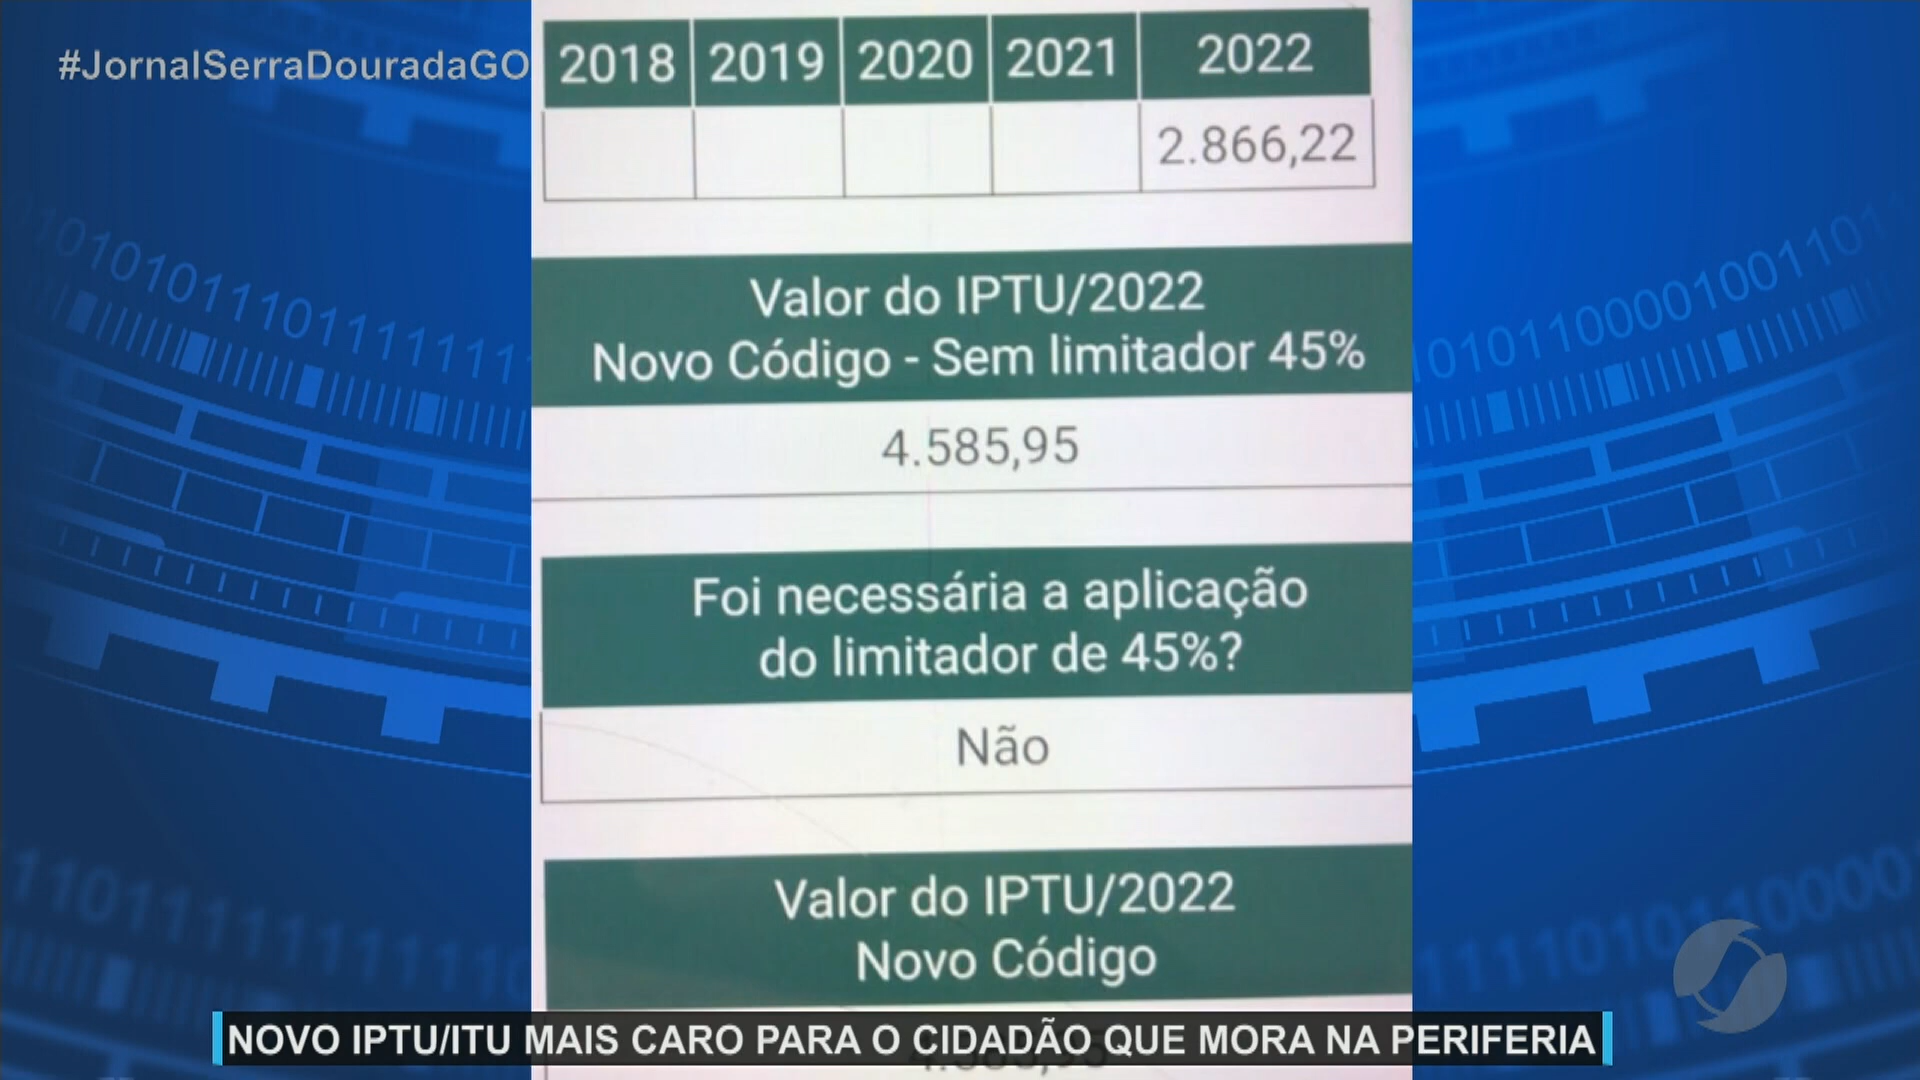 #JornalSerraDouradaGO
2018 2019 2020 2021 2022
2.866,22
Valor do IPTU/2022
Novo Código - Sem limitador 45%
4.585,95
Foi necessária a aplicação
do limitador de 45%?
Não
Valor do IPTU/2022
Novo Código
NOVO IPTU/ITU MAIS CARO PARA O CIDADÃO QUE MORA NA PERIFERIA